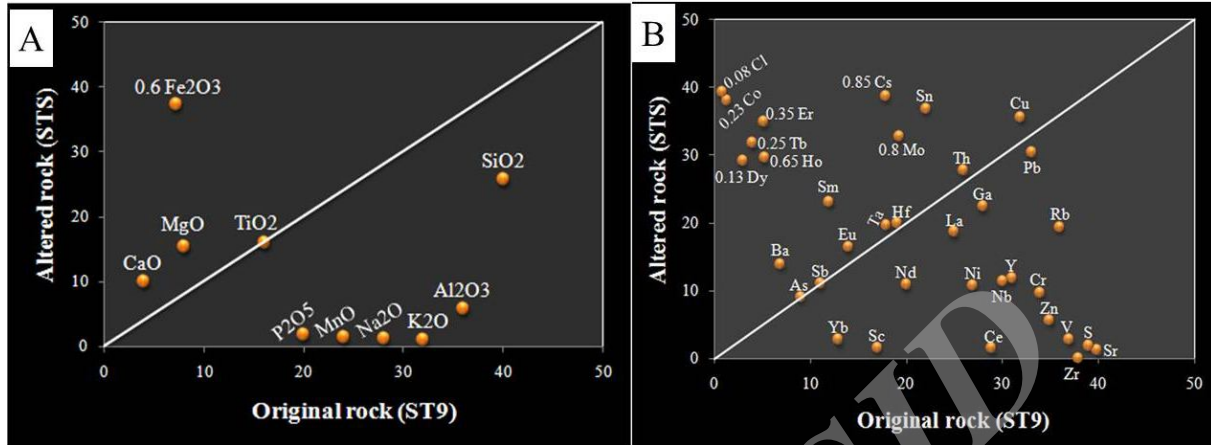 A
50
40
30
20
10
0
Altered rock (STS)
0.6 Fe2O3
SiO2
MgO
TiO2
CaO
P2O5
MnO
Na2O
K2O
Al2O3
0 10 20 30 40 50
Original rock (ST9)
B
50
40
30
20
10
0
Altered rock (STS)
0.08 Cl
0.23 Co
0.85 Cs
Sn
Cu
0.35 Er
0.25 Tb
0.8 Mo
0.65 Ho
Th
Pb
0.13 Dy
Sm
Ga
Ta
Hf
La
Rb
Eu
Ba
Sb
Nd
Ni
Y
As
Nb
Cr
Zn
Yb
Sc
Ce
V
S
Sr
Zr
0 10 20 30 40 50
Original rock (ST9)